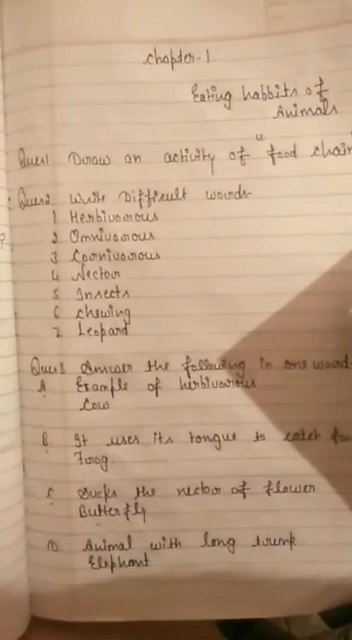 chapter-1
Eating habbits of
Animals
Ques1 Draw an activity of "food chain
Ques2 Write Difficult words-
1 Herbivorous
2 Omnivorous
3 Carnivorous
4 Nector
5 Insects
6 chewing
7 Leopard
Ques3 Answer the following in one word-
A Example of herbivorous
Cow
B It uses its tongue to catch
Frog
C Sucks the nector of flower
Butterfly
D Animal with long trunk
Elephant